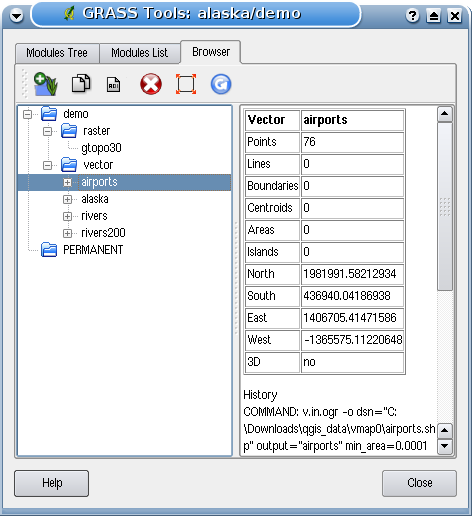 GRASS Tools: alaska/demo
Modules Tree Modules List Browser
demo
raster
gtopo30
vector
airports
alaska
rivers
rivers200
PERMANENT
Vector airports
Points 76
Lines 0
Boundaries 0
Centroids 0
Areas 0
Islands 0
North 1981991.58212934
South 436940.04186938
East 1406705.41471586
West -1365575.11220648
3D no
History
COMMAND: v.in.ogr -o dsn="C:
\Downloads\qgis_data\vmap0\airports.sh
p" output="airports" min_area=0.0001
Help Close